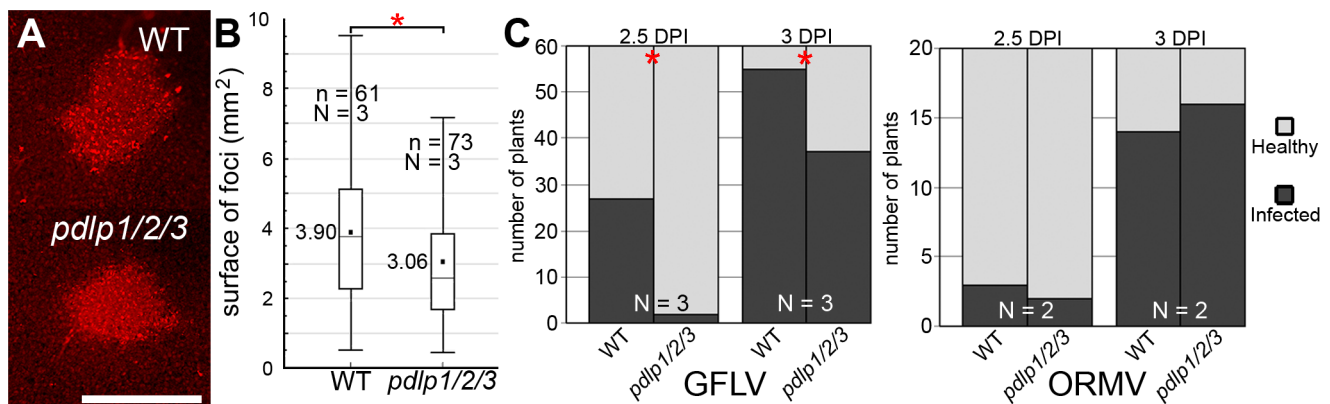 A
WT
pdlp1/2/3
B
surface of foci (mm2)
10
8
6
4
2
0
*
n = 61
N = 3
n = 73
N = 3
3.90
3.06
WT
pdlp1/2/3
C
2.5 DPI
3 DPI
number of plants
60
50
40
30
20
10
0
*
*
N = 3
N = 3
WT
pdlp1/2/3
WT
pdlp1/2/3
GFLV
2.5 DPI
3 DPI
number of plants
20
15
10
5
0
N = 2
N = 2
WT
pdlp1/2/3
WT
pdlp1/2/3
ORMV
Healthy
Infected